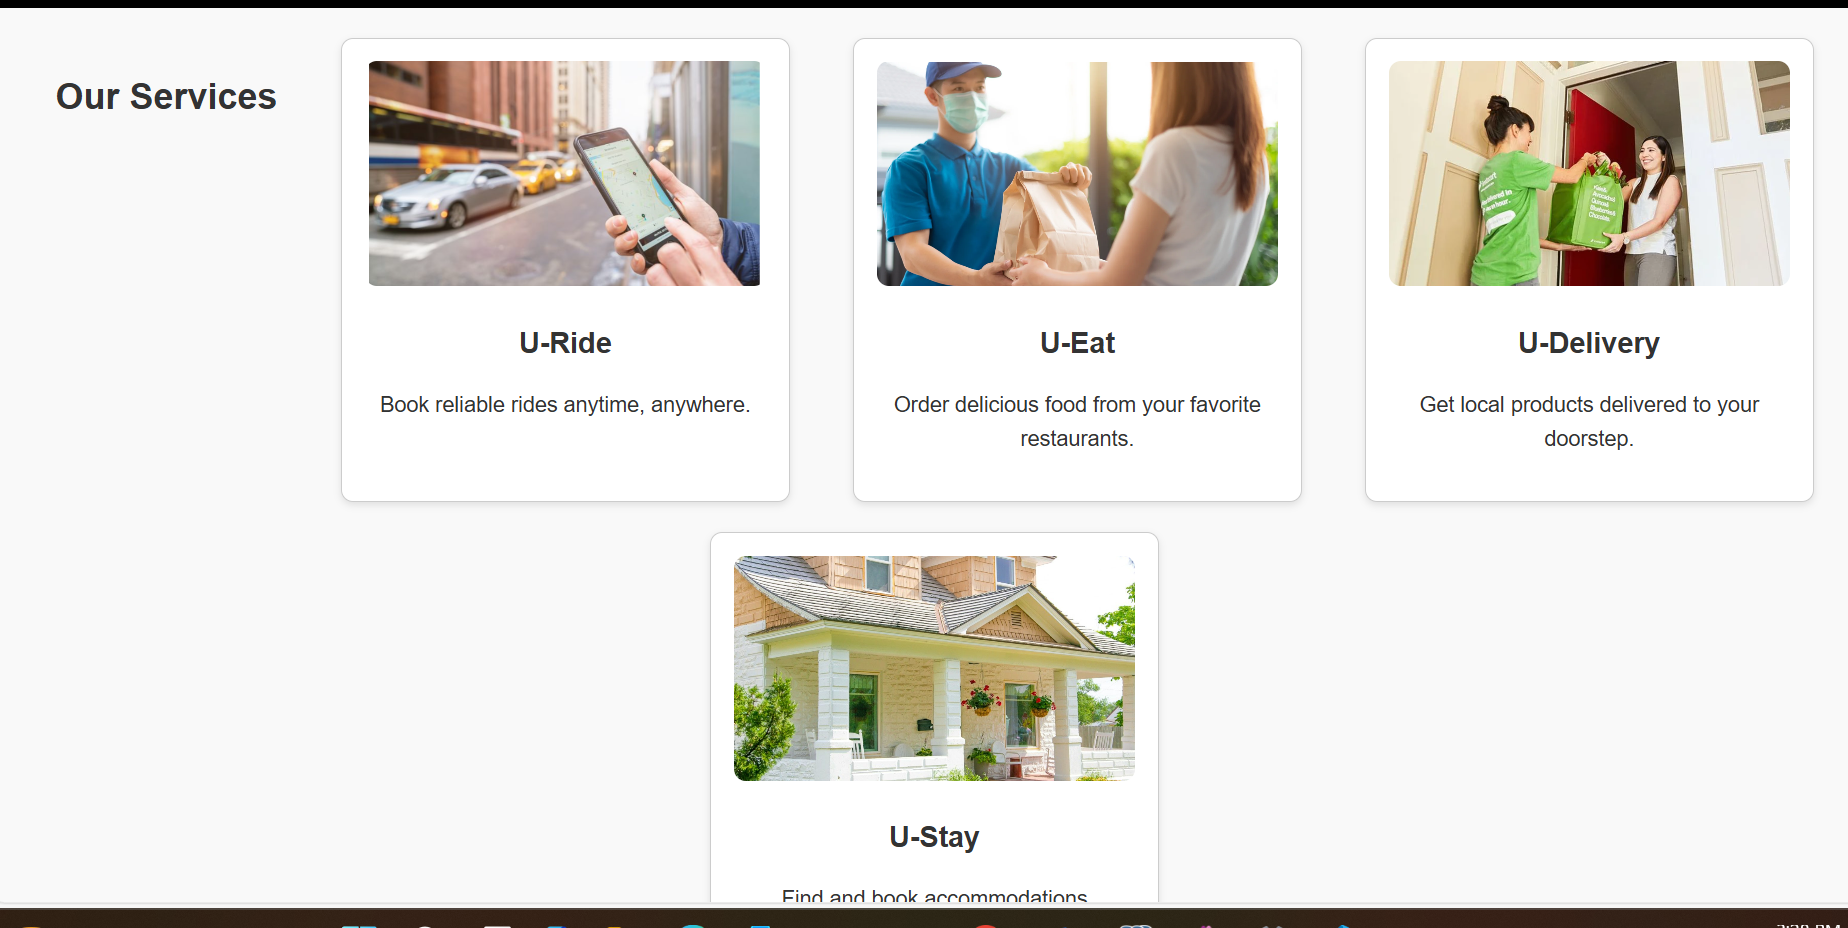 Our Services
U-Ride
Book reliable rides anytime, anywhere.
U-Eat
Order delicious food from your favorite
restaurants.
U-Delivery
Get local products delivered to your
doorstep.
U-Stay
Find and book accommodations